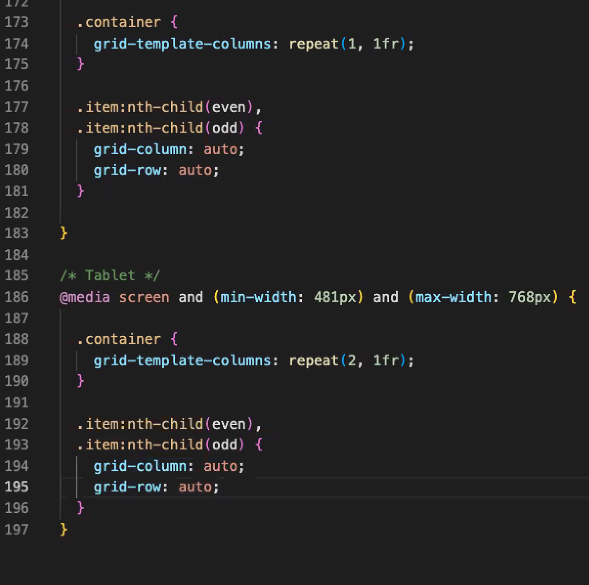 172
173 .container {
174 grid-template-columns: repeat(1, 1fr);
175 }
176
177 .item:nth-child(even),
178 .item:nth-child(odd) {
179 grid-column: auto;
180 grid-row: auto;
181 }
182
183 }
184
185 /* Tablet */
186 @media screen and (min-width: 481px) and (max-width: 768px) {
187
188 .container {
189 grid-template-columns: repeat(2, 1fr);
190 }
191
192 .item:nth-child(even),
193 .item:nth-child(odd) {
194 grid-column: auto;
195 grid-row: auto;
196 }
197 }